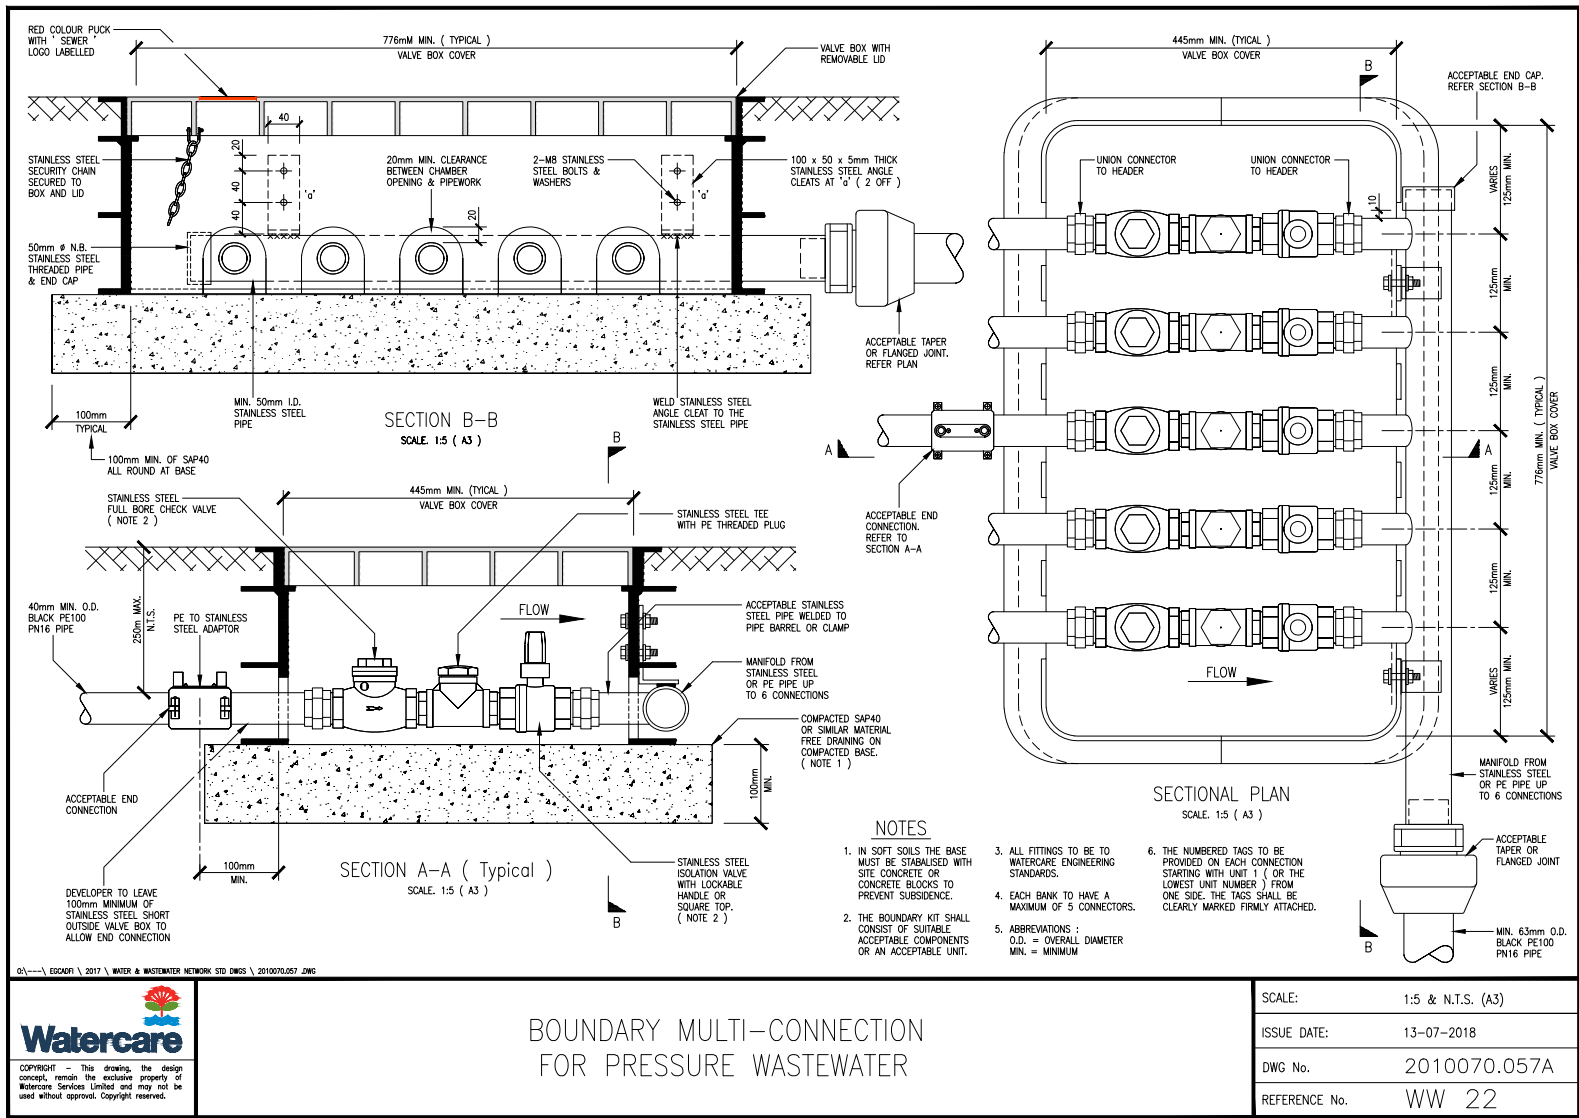 RED COLOUR PUCK
WITH ' SEWER '
LOGO LABELLED
776mM MIN. ( TYPICAL )
VALVE BOX COVER
VALVE BOX WITH
REMOVABLE LID
40
20
40
40
STAINLESS STEEL
SECURITY CHAIN
SECURED TO
BOX AND LID
'a'
20mm MIN. CLEARANCE
BETWEEN CHAMBER
OPENING & PIPEWORK
2-M8 STAINLESS
STEEL BOLTS &
WASHERS
'a'
100 x 50 x 5mm THICK
STAINLESS STEEL ANGLE
CLEATS AT 'a' ( 2 OFF )
20
50mm ø N.B.
STAINLESS STEEL
THREADED PIPE
& END CAP
ACCEPTABLE TAPER
OR FLANGED JOINT.
REFER PLAN
100mm
TYPICAL
100mm MIN. OF SAP40
ALL ROUND AT BASE
MIN. 50mm I.D.
STAINLESS STEEL
PIPE
SECTION B-B
SCALE. 1:5 ( A3 )
WELD STAINLESS STEEL
ANGLE CLEAT TO THE
STAINLESS STEEL PIPE
445mm MIN. (TYICAL )
VALVE BOX COVER
B
ACCEPTABLE END CAP.
REFER SECTION B-B
UNION CONNECTOR
TO HEADER
UNION CONNECTOR
TO HEADER
10
VARIES
125mm MIN.
125mm
MIN.
125mm
MIN.
125mm
MIN.
125mm
MIN.
VARIES
125mm MIN.
776mm MIN. ( TYPICAL )
VALVE BOX COVER
A
A
ACCEPTABLE END
CONNECTION.
REFER TO
SECTION A-A
FLOW
MANIFOLD FROM
STAINLESS STEEL
OR PE PIPE UP
TO 6 CONNECTIONS
SECTIONAL PLAN
SCALE. 1:5 ( A3 )
ACCEPTABLE
TAPER OR
FLANGED JOINT
B
MIN. 63mm O.D.
BLACK PE100
PN16 PIPE
B
STAINLESS STEEL
FULL BORE CHECK VALVE
( NOTE 2 )
445mm MIN. (TYICAL )
VALVE BOX COVER
STAINLESS STEEL TEE
WITH PE THREADED PLUG
40mm MIN. O.D.
BLACK PE100
PN16 PIPE
250m MAX.
N.T.S.
PE TO STAINLESS
STEEL ADAPTOR
FLOW
ACCEPTABLE STAINLESS
STEEL PIPE WELDED TO
PIPE BARREL OR CLAMP
MANIFOLD FROM
STAINLESS STEEL
OR PE PIPE UP
TO 6 CONNECTIONS
COMPACTED SAP40
OR SIMILAR MATERIAL
FREE DRAINING ON
COMPACTED BASE.
( NOTE 1 )
100mm
MIN.
ACCEPTABLE END
CONNECTION
100mm
MIN.
DEVELOPER TO LEAVE
100mm MINIMUM OF
STAINLESS STEEL SHORT
OUTSIDE VALVE BOX TO
ALLOW END CONNECTION
SECTION A-A ( Typical )
SCALE. 1:5 ( A3 )
STAINLESS STEEL
ISOLATION VALVE
WITH LOCKABLE
HANDLE OR
SQUARE TOP.
( NOTE 2 )
B
NOTES
1. IN SOFT SOILS THE BASE
MUST BE STABALISED WITH
SITE CONCRETE OR
CONCRETE BLOCKS TO
PREVENT SUBSIDENCE.
2. THE BOUNDARY KIT SHALL
CONSIST OF SUITABLE
ACCEPTABLE COMPONENTS
OR AN ACCEPTABLE UNIT.
3. ALL FITTINGS TO BE TO
WATERCARE ENGINEERING
STANDARDS.
4. EACH BANK TO HAVE A
MAXIMUM OF 5 CONNECTORS.
5. ABBREVIATIONS :
O.D. = OVERALL DIAMETER
MIN. = MINIMUM
6. THE NUMBERED TAGS TO BE
PROVIDED ON EACH CONNECTION
STARTING WITH UNIT 1 ( OR THE
LOWEST UNIT NUMBER ) FROM
ONE SIDE. THE TAGS SHALL BE
CLEARLY MARKED FIRMLY ATTACHED.
O:\---\ EGCADFI \ 2017 \ WATER & WASTEWATER NETWORK STD DWGS \ 2010070.057 .DWG
Watercare
COPYRIGHT - This drawing, the design
concept, remain the exclusive property of
Watercare Services Limited and may not be
used without approval. Copyright reserved.
BOUNDARY MULTI-CONNECTION
FOR PRESSURE WASTEWATER
SCALE: 1:5 & N.T.S. (A3)
ISSUE DATE: 13-07-2018
DWG No. 2010070.057A
REFERENCE No. WW 22